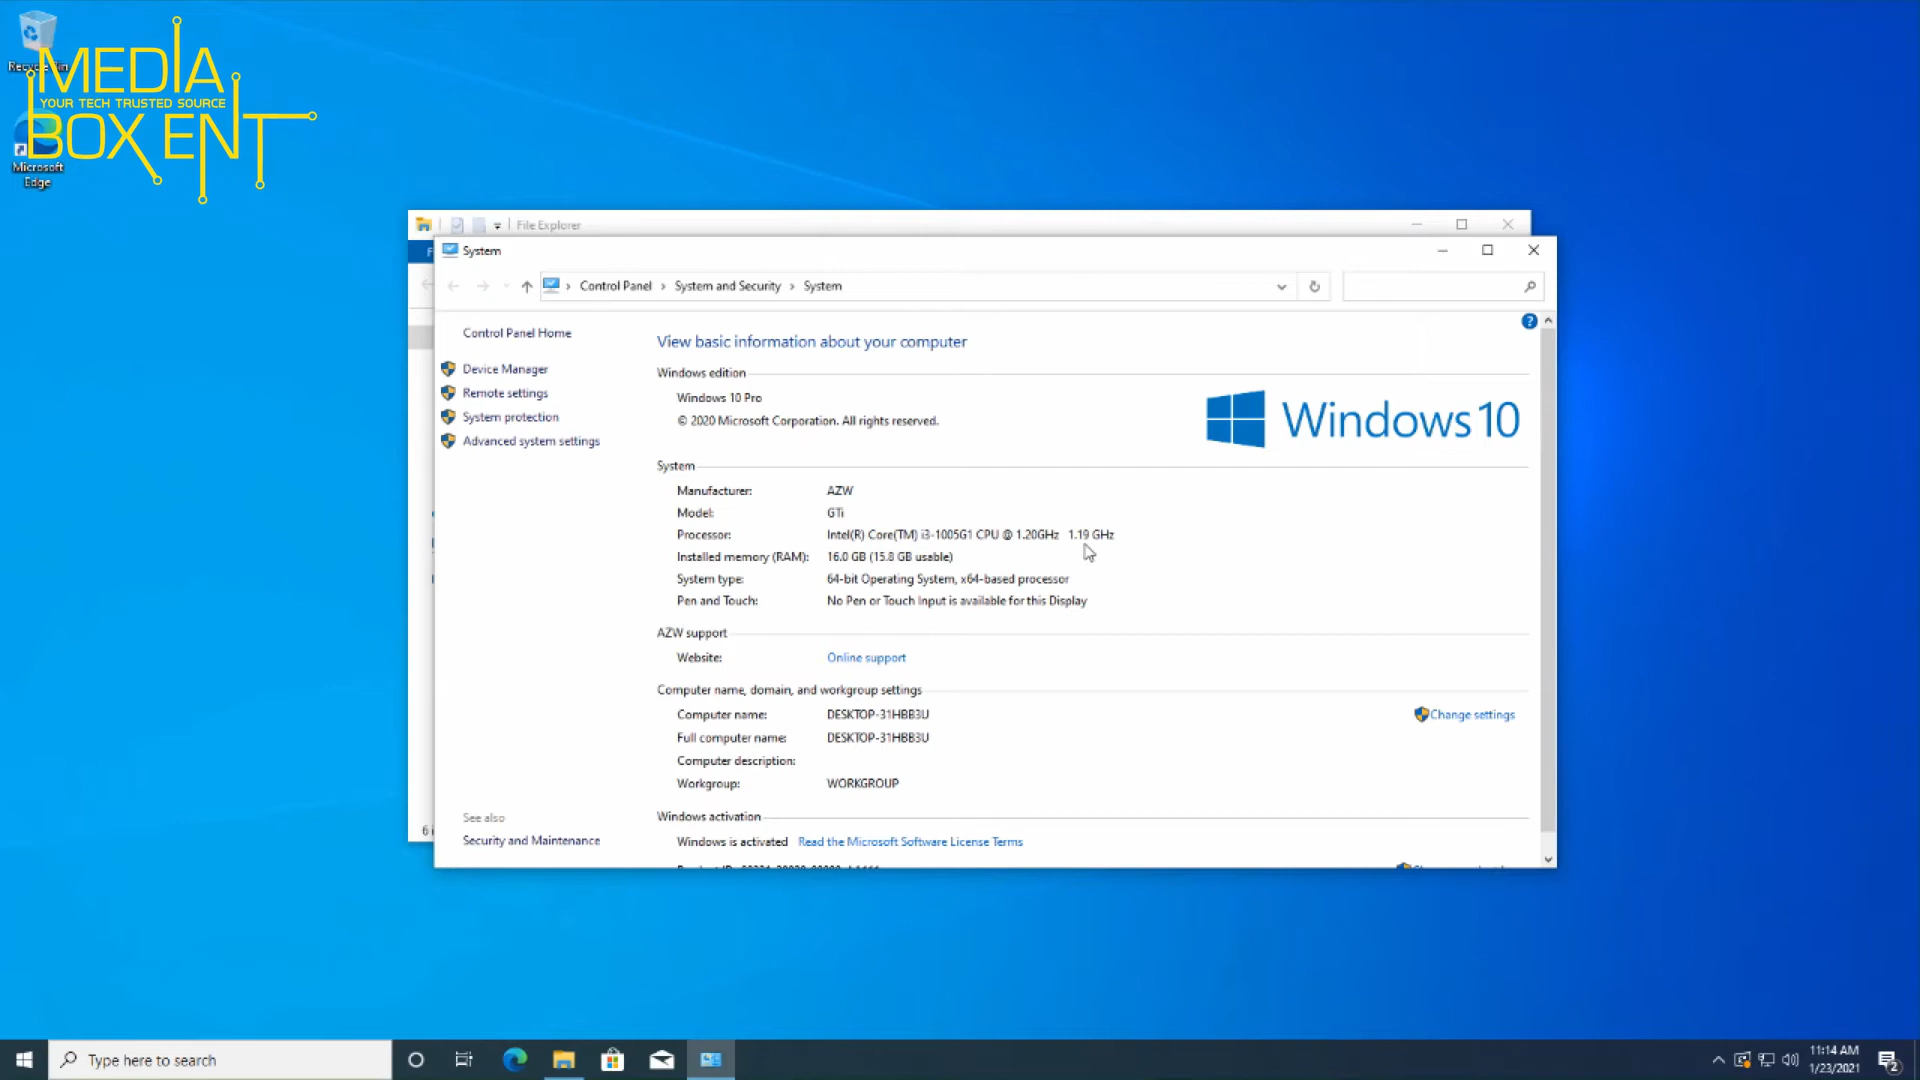 Recycle Bin
MEDIA
YOUR TECH TRUSTED SOURCE
BOX ENT
Microsoft
Edge
File Explorer
System
Control Panel > System and Security > System
Control Panel Home
Device Manager
Remote settings
System protection
Advanced system settings
See also
Security and Maintenance
View basic information about your computer
Windows edition
Windows 10 Pro
© 2020 Microsoft Corporation. All rights reserved.
Windows 10
System
Manufacturer: AZW
Model: GTi
Processor: Intel(R) Core(TM) i3-1005G1 CPU @ 1.20GHz 1.19 GHz
Installed memory (RAM): 16.0 GB (15.8 GB usable)
System type: 64-bit Operating System, x64-based processor
Pen and Touch: No Pen or Touch Input is available for this Display
AZW support
Website: Online support
Computer name, domain, and workgroup settings
Computer name: DESKTOP-31HBB3U
Change settings
Full computer name: DESKTOP-31HBB3U
Computer description:
Workgroup: WORKGROUP
Windows activation
Windows is activated Read the Microsoft Software License Terms
Type here to search
11:14 AM
1/23/2021
2